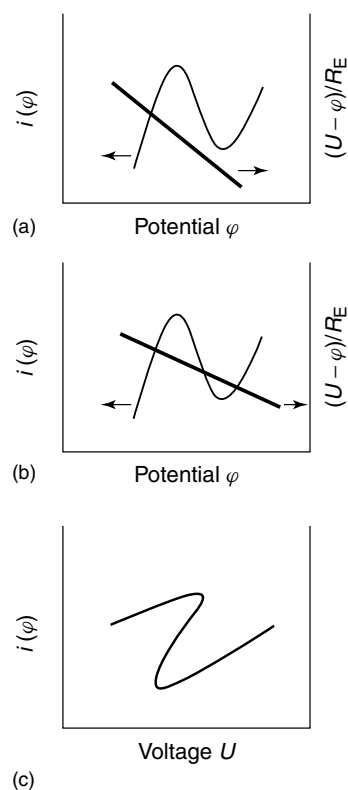 i (φ)
(U – φ)/R_E
Potential φ
(a)
i (φ)
(U – φ)/R_E
Potential φ
(b)
i (φ)
Voltage U
(c)